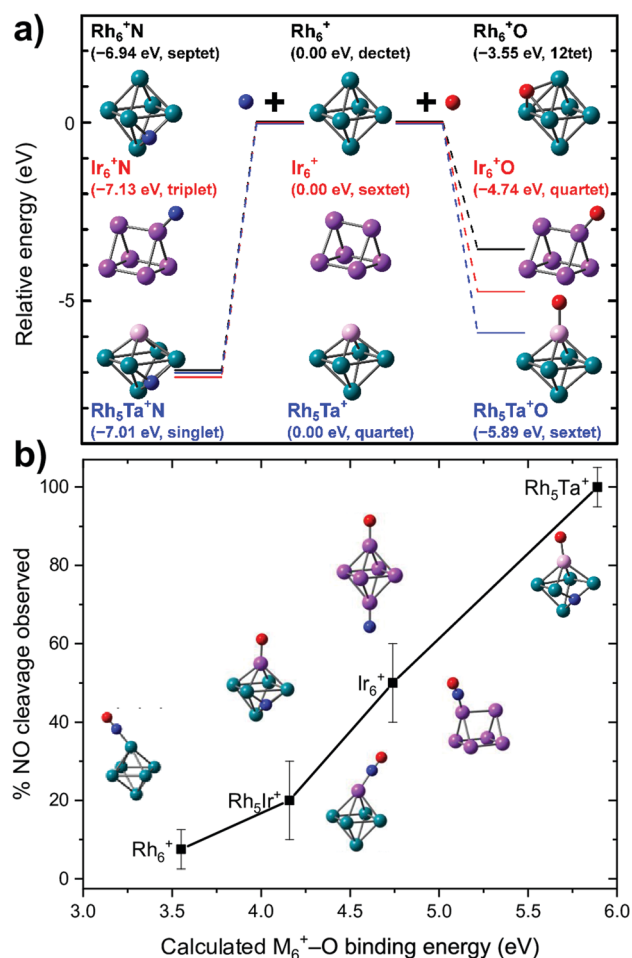 a)
Rh₆⁺N
(−6.94 eV, septet)
Rh₆⁺
(0.00 eV, dectet)
Rh₆⁺O
(−3.55 eV, 12tet)
+
+
Ir₆⁺N
(−7.13 eV, triplet)
Ir₆⁺
(0.00 eV, sextet)
Ir₆⁺O
(−4.74 eV, quartet)
Rh₅Ta⁺N
(−7.01 eV, singlet)
Rh₅Ta⁺
(0.00 eV, quartet)
Rh₅Ta⁺O
(−5.89 eV, sextet)
0
-5
Relative energy (eV)
b)
100
80
60
40
20
0
% NO cleavage observed
Rh₅Ta⁺
Ir₆⁺
Rh₅Ir⁺
Rh₆⁺
3.0 3.5 4.0 4.5 5.0 5.5 6.0
Calculated M₆⁺–O binding energy (eV)